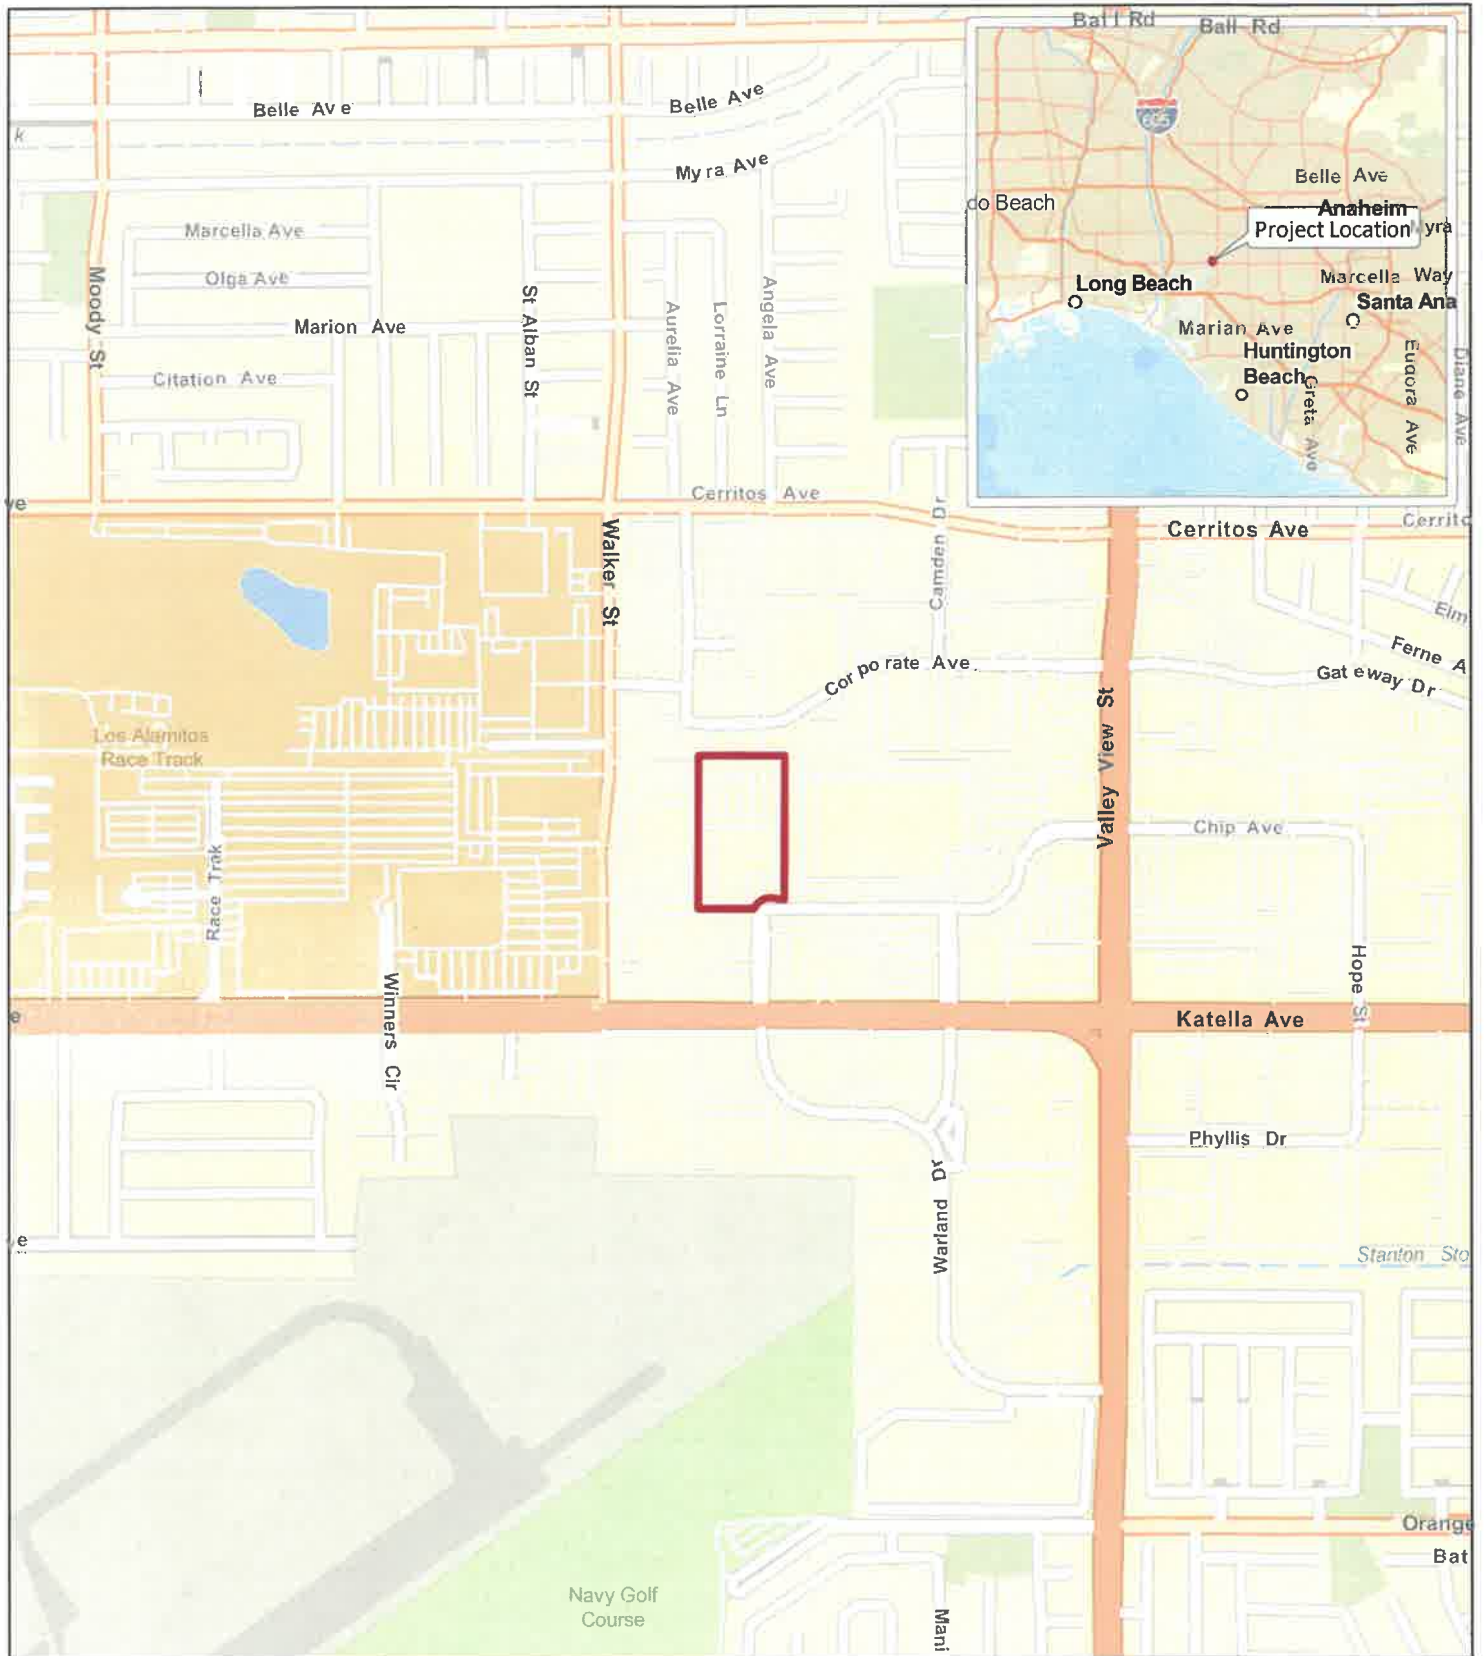 Ball Rd
Ball Rd
Belle Ave
Belle Ave
k
Myra Ave
605
Belle Ave
do Beach
Anaheim
Project Location
yra
Marcella Ave
Olga Ave
Moody St
St Alban St
Marion Ave
Aurelia Ave
Lorraine Ln
Angela Ave
Long Beach
Marcella Way
Santa Ana
Marian Ave
Huntington
Beach
Greta Ave
Eudora Ave
Diane Ave
Citation Ave
ve
Cerritos Ave
Cerritos Ave
Cerrito
Walker St
Camden Dr
Elm
Ferne A
Gateway Dr
Corporate Ave
Valley View St
Los Alamitos
Race Track
Chip Ave
Race Trak
Winners Cir
Hope St
e
Katella Ave
Phyllis Dr
Warland Dr
e
Stanton Sto
Orange
Bat
Navy Golf
Course
Mani